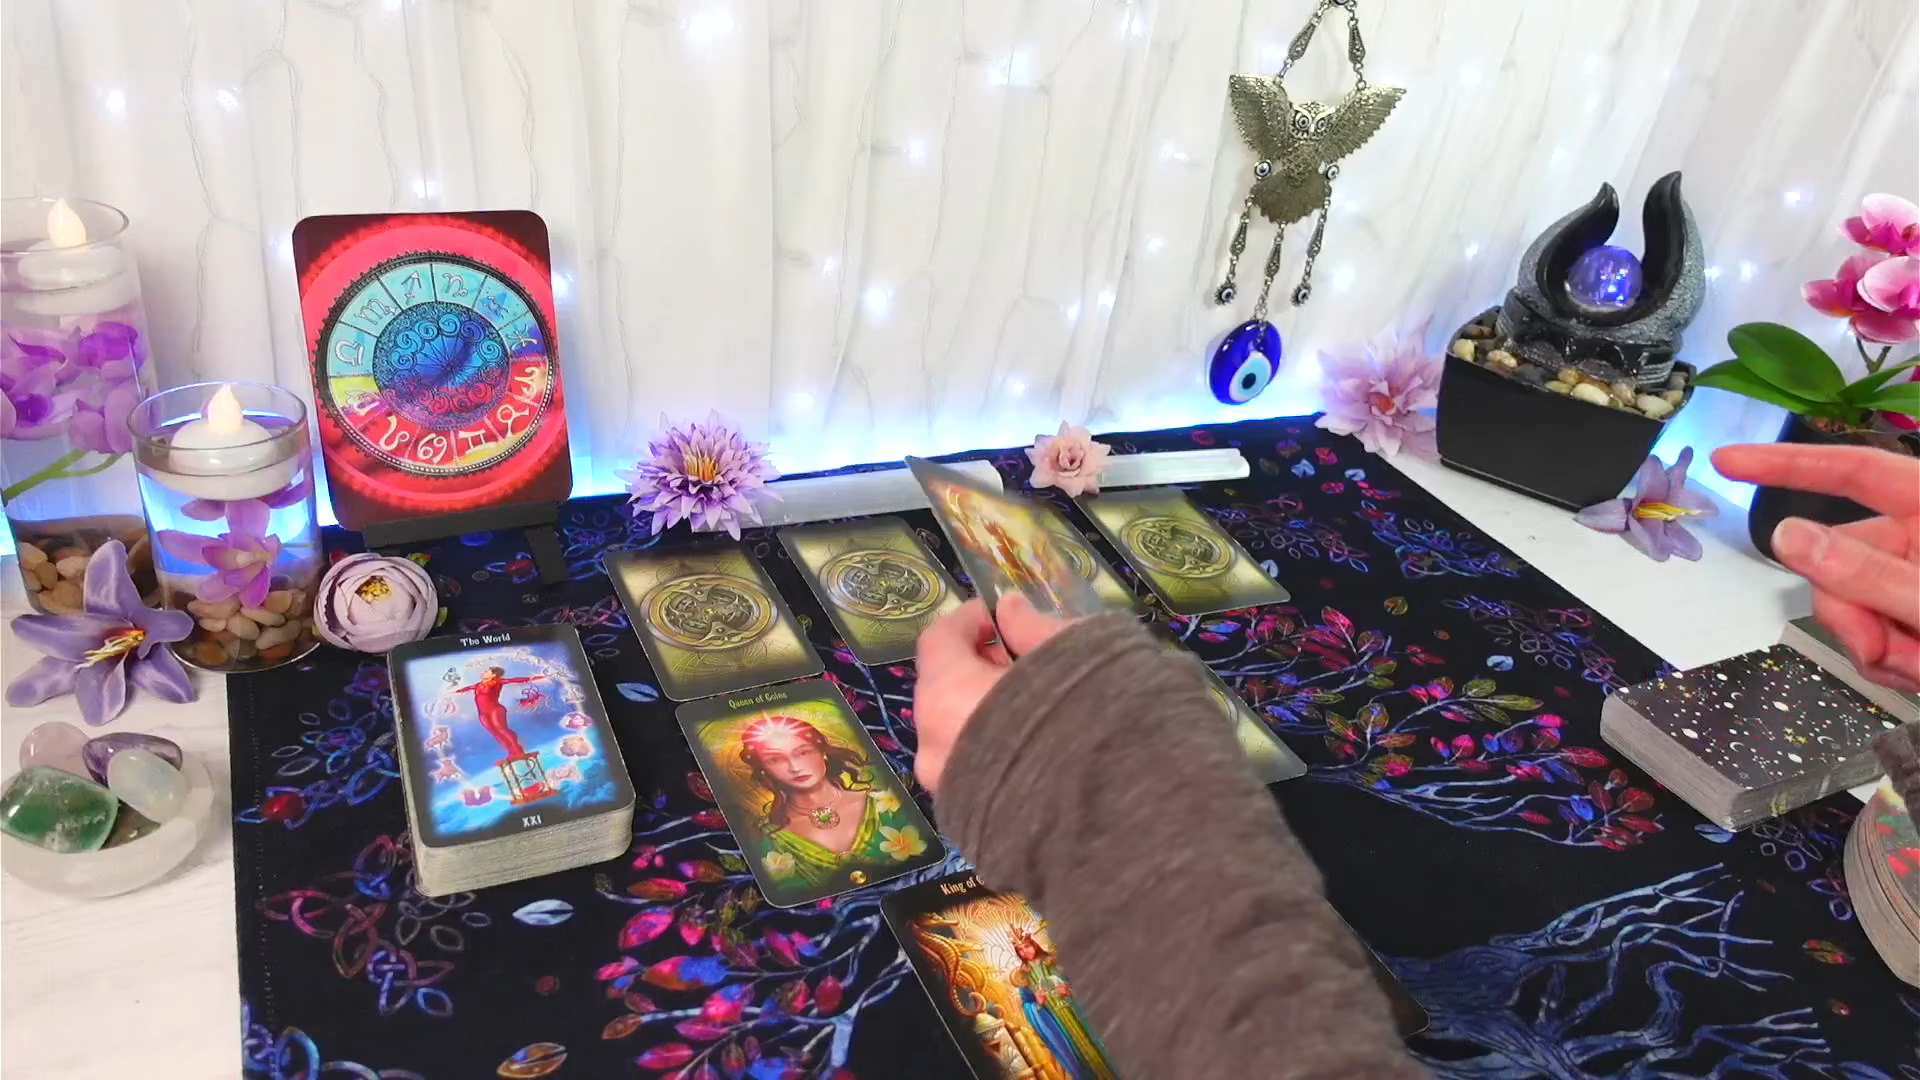 The World
XXI
Queen of Coins
King of